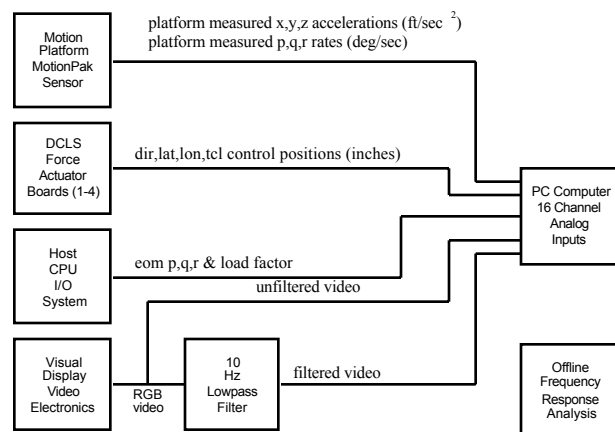 platform measured x,y,z accelerations (ft/sec 2)
platform measured p,q,r rates (deg/sec)
Motion
Platform
MotionPak
Sensor
DCLS
Force
Actuator
Boards (1-4)
dir,lat,lon,tcl control positions (inches)
PC Computer
16 Channel
Analog
Inputs
Host
CPU
I/O
System
eom p,q,r & load factor
unfiltered video
Visual
Display
Video
Electronics
RGB
video
10
Hz
Lowpass
Filter
filtered video
Offline
Frequency
Response
Analysis